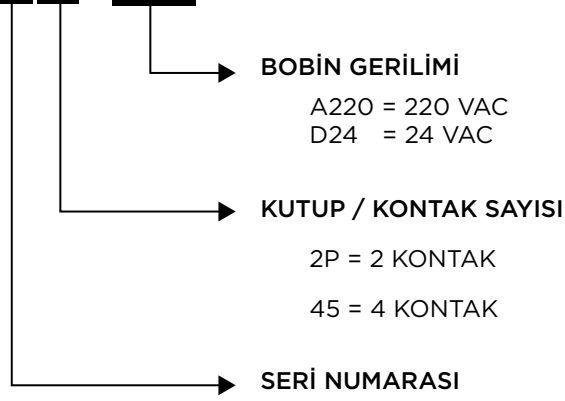 BOBİN GERİLİMİ
A220 = 220 VAC
D24 = 24 VAC
KUTUP / KONTAK SAYISI
2P = 2 KONTAK
45 = 4 KONTAK
SERİ NUMARASI